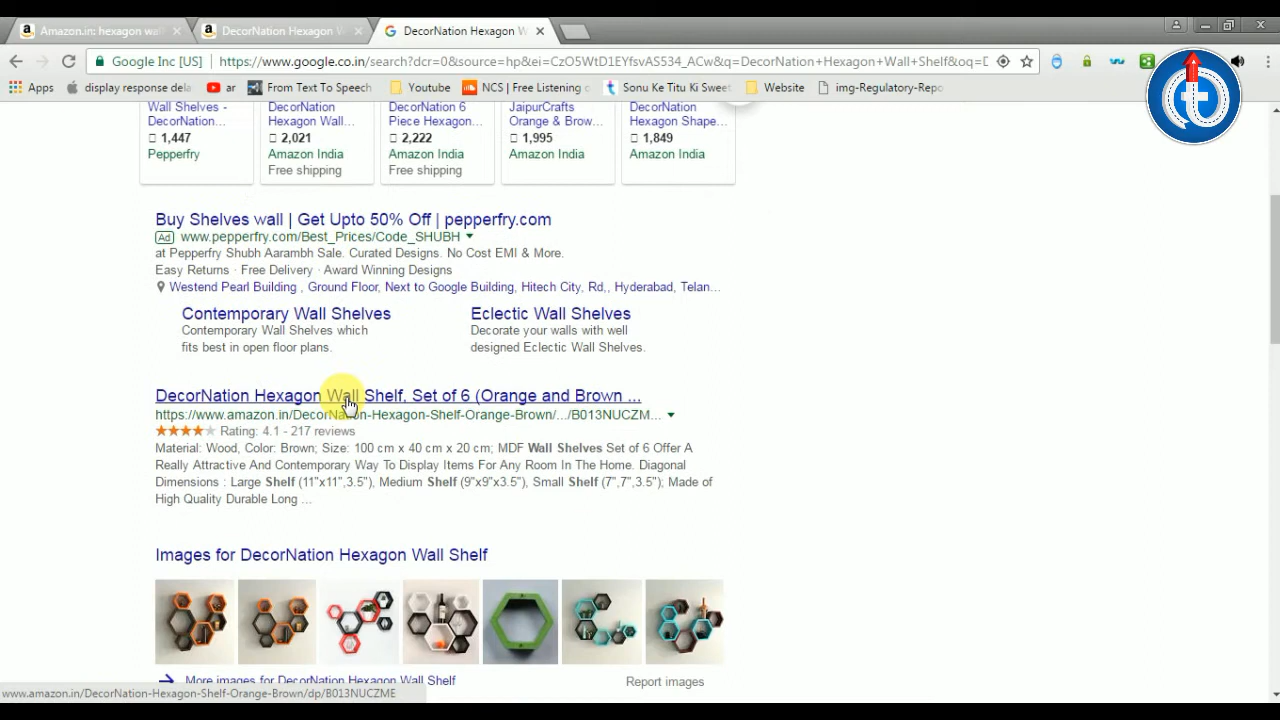 Amazon.in: hexagon wal
DecorNation Hexagon W
DecorNation Hexagon W
Google Inc [US]
https://www.google.co.in/search?dcr=0&source=hp&ei=CzO5WtD1EYfsvAS534_ACw&q=DecorNation+Hexagon+Wall+Shelf&oq=D
Apps
display response dela
ar
From Text To Speech
Youtube
NCS | Free Listening o
Sonu Ke Titu Ki Sweet
Website
img-Regulatory-Repo
Wall Shelves -
DecorNation...
1,447
Pepperfry
DecorNation
Hexagon Wall...
2,021
Amazon India
Free shipping
DecorNation 6
Piece Hexagon...
2,222
Amazon India
Free shipping
JaipurCrafts
Orange & Brow...
1,995
Amazon India
DecorNation
Hexagon Shape...
1,849
Amazon India
Buy Shelves wall | Get Upto 50% Off | pepperfry.com
Ad www.pepperfry.com/Best_Prices/Code_SHUBH
at Pepperfry Shubh Aarambh Sale. Curated Designs. No Cost EMI & More.
Easy Returns · Free Delivery · Award Winning Designs
Westend Pearl Building , Ground Floor, Next to Google Building, Hitech City, Rd,, Hyderabad, Telan...
Contemporary Wall Shelves
Contemporary Wall Shelves which
fits best in open floor plans.
Eclectic Wall Shelves
Decorate your walls with well
designed Eclectic Wall Shelves.
DecorNation Hexagon Wall Shelf, Set of 6 (Orange and Brown ...
https://www.amazon.in/DecorNation-Hexagon-Shelf-Orange-Brown/.../B013NUCZM...
Rating: 4.1 - 217 reviews
Material: Wood, Color: Brown; Size: 100 cm x 40 cm x 20 cm; MDF Wall Shelves Set of 6 Offer A
Really Attractive And Contemporary Way To Display Items For Any Room In The Home. Diagonal
Dimensions : Large Shelf (11"x11",3.5"), Medium Shelf (9"x9"x3.5"), Small Shelf (7",7",3.5"); Made of
High Quality Durable Long ...
Images for DecorNation Hexagon Wall Shelf
More images for DecorNation Hexagon Wall Shelf
Report images
www.amazon.in/DecorNation-Hexagon-Shelf-Orange-Brown/dp/B013NUCZME